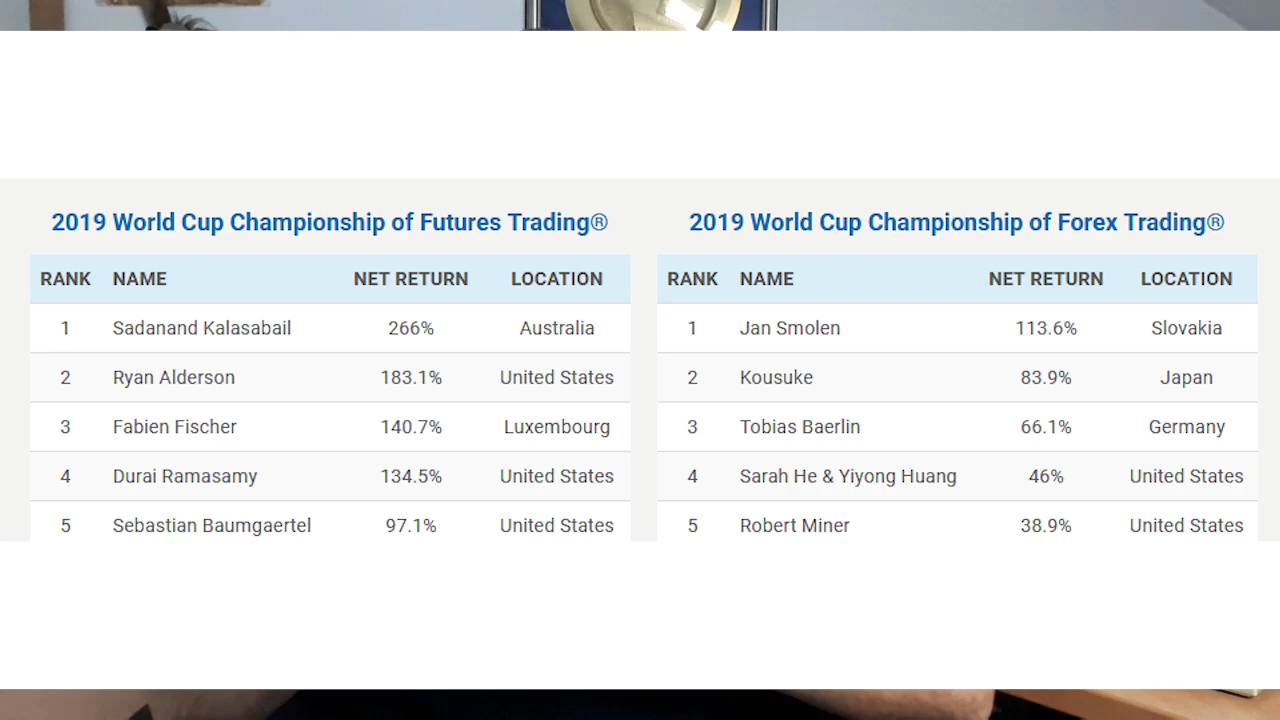 2019 World Cup Championship of Futures Trading®
RANK NAME NET RETURN LOCATION
1 Sadanand Kalasabail 266% Australia
2 Ryan Alderson 183.1% United States
3 Fabien Fischer 140.7% Luxembourg
4 Durai Ramasamy 134.5% United States
5 Sebastian Baumgaertel 97.1% United States
2019 World Cup Championship of Forex Trading®
RANK NAME NET RETURN LOCATION
1 Jan Smolen 113.6% Slovakia
2 Kousuke 83.9% Japan
3 Tobias Baerlin 66.1% Germany
4 Sarah He & Yiyong Huang 46% United States
5 Robert Miner 38.9% United States